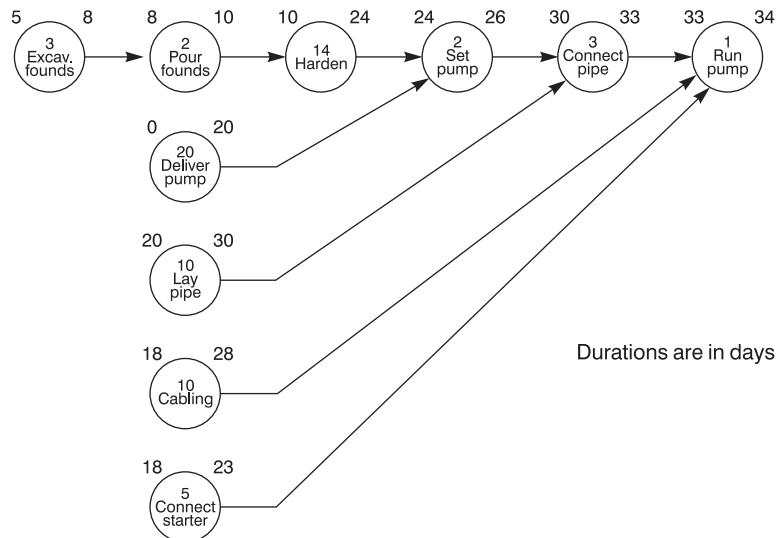 5 8 8 10 10 24 24 26 30 33 33 34
3
Excav.
founds
2
Pour
founds
14
Harden
2
Set
pump
3
Connect
pipe
1
Run
pump
0 20
20
Deliver
pump
20 30
10
Lay
pipe
18 28
10
Cabling
Durations are in days
18 23
5
Connect
starter